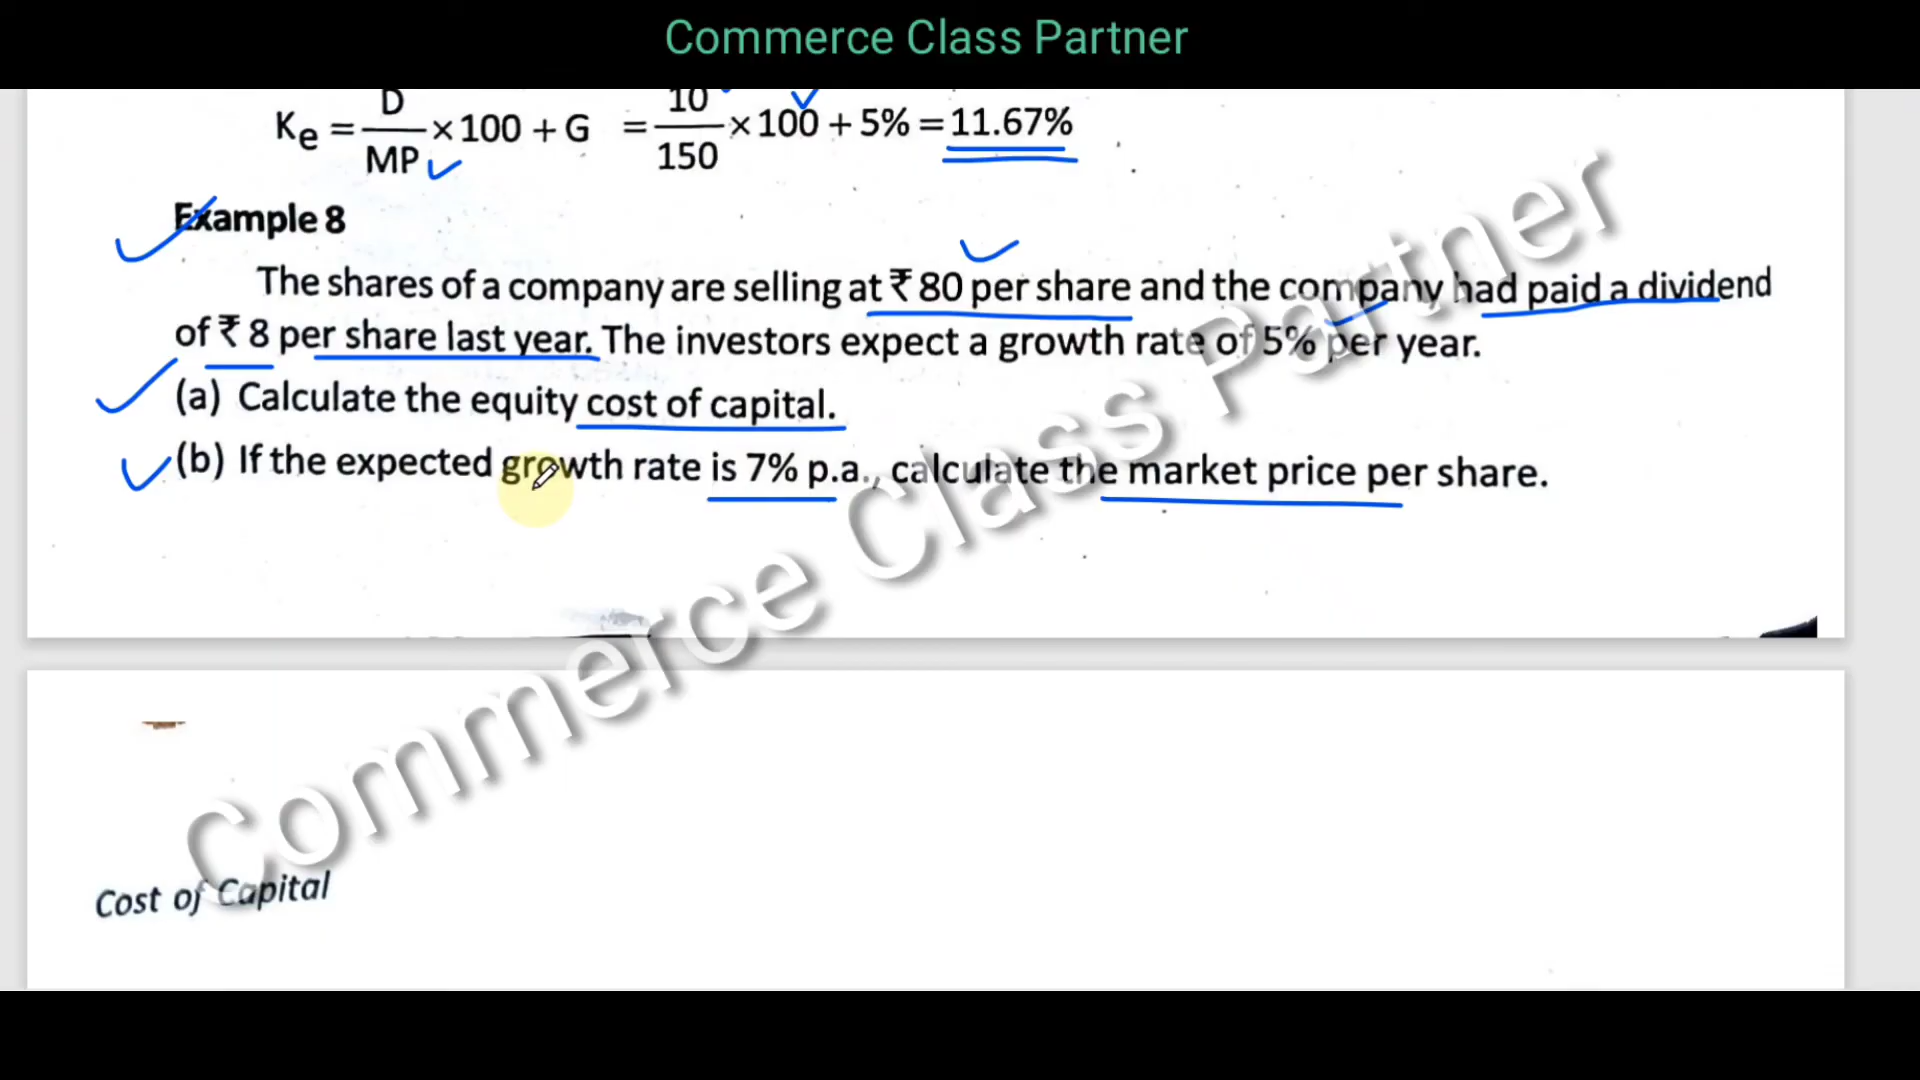 Commerce Class Partner
Ke = D/MP × 100 + G = 10/150 × 100 + 5% = 11.67%
Example 8
The shares of a company are selling at ₹ 80 per share and the company had paid a dividend
of ₹ 8 per share last year. The investors expect a growth rate of 5% per year.
(a) Calculate the equity cost of capital.
(b) If the expected growth rate is 7% p.a., calculate the market price per share.
Commerce Class Partner
Cost of Capital